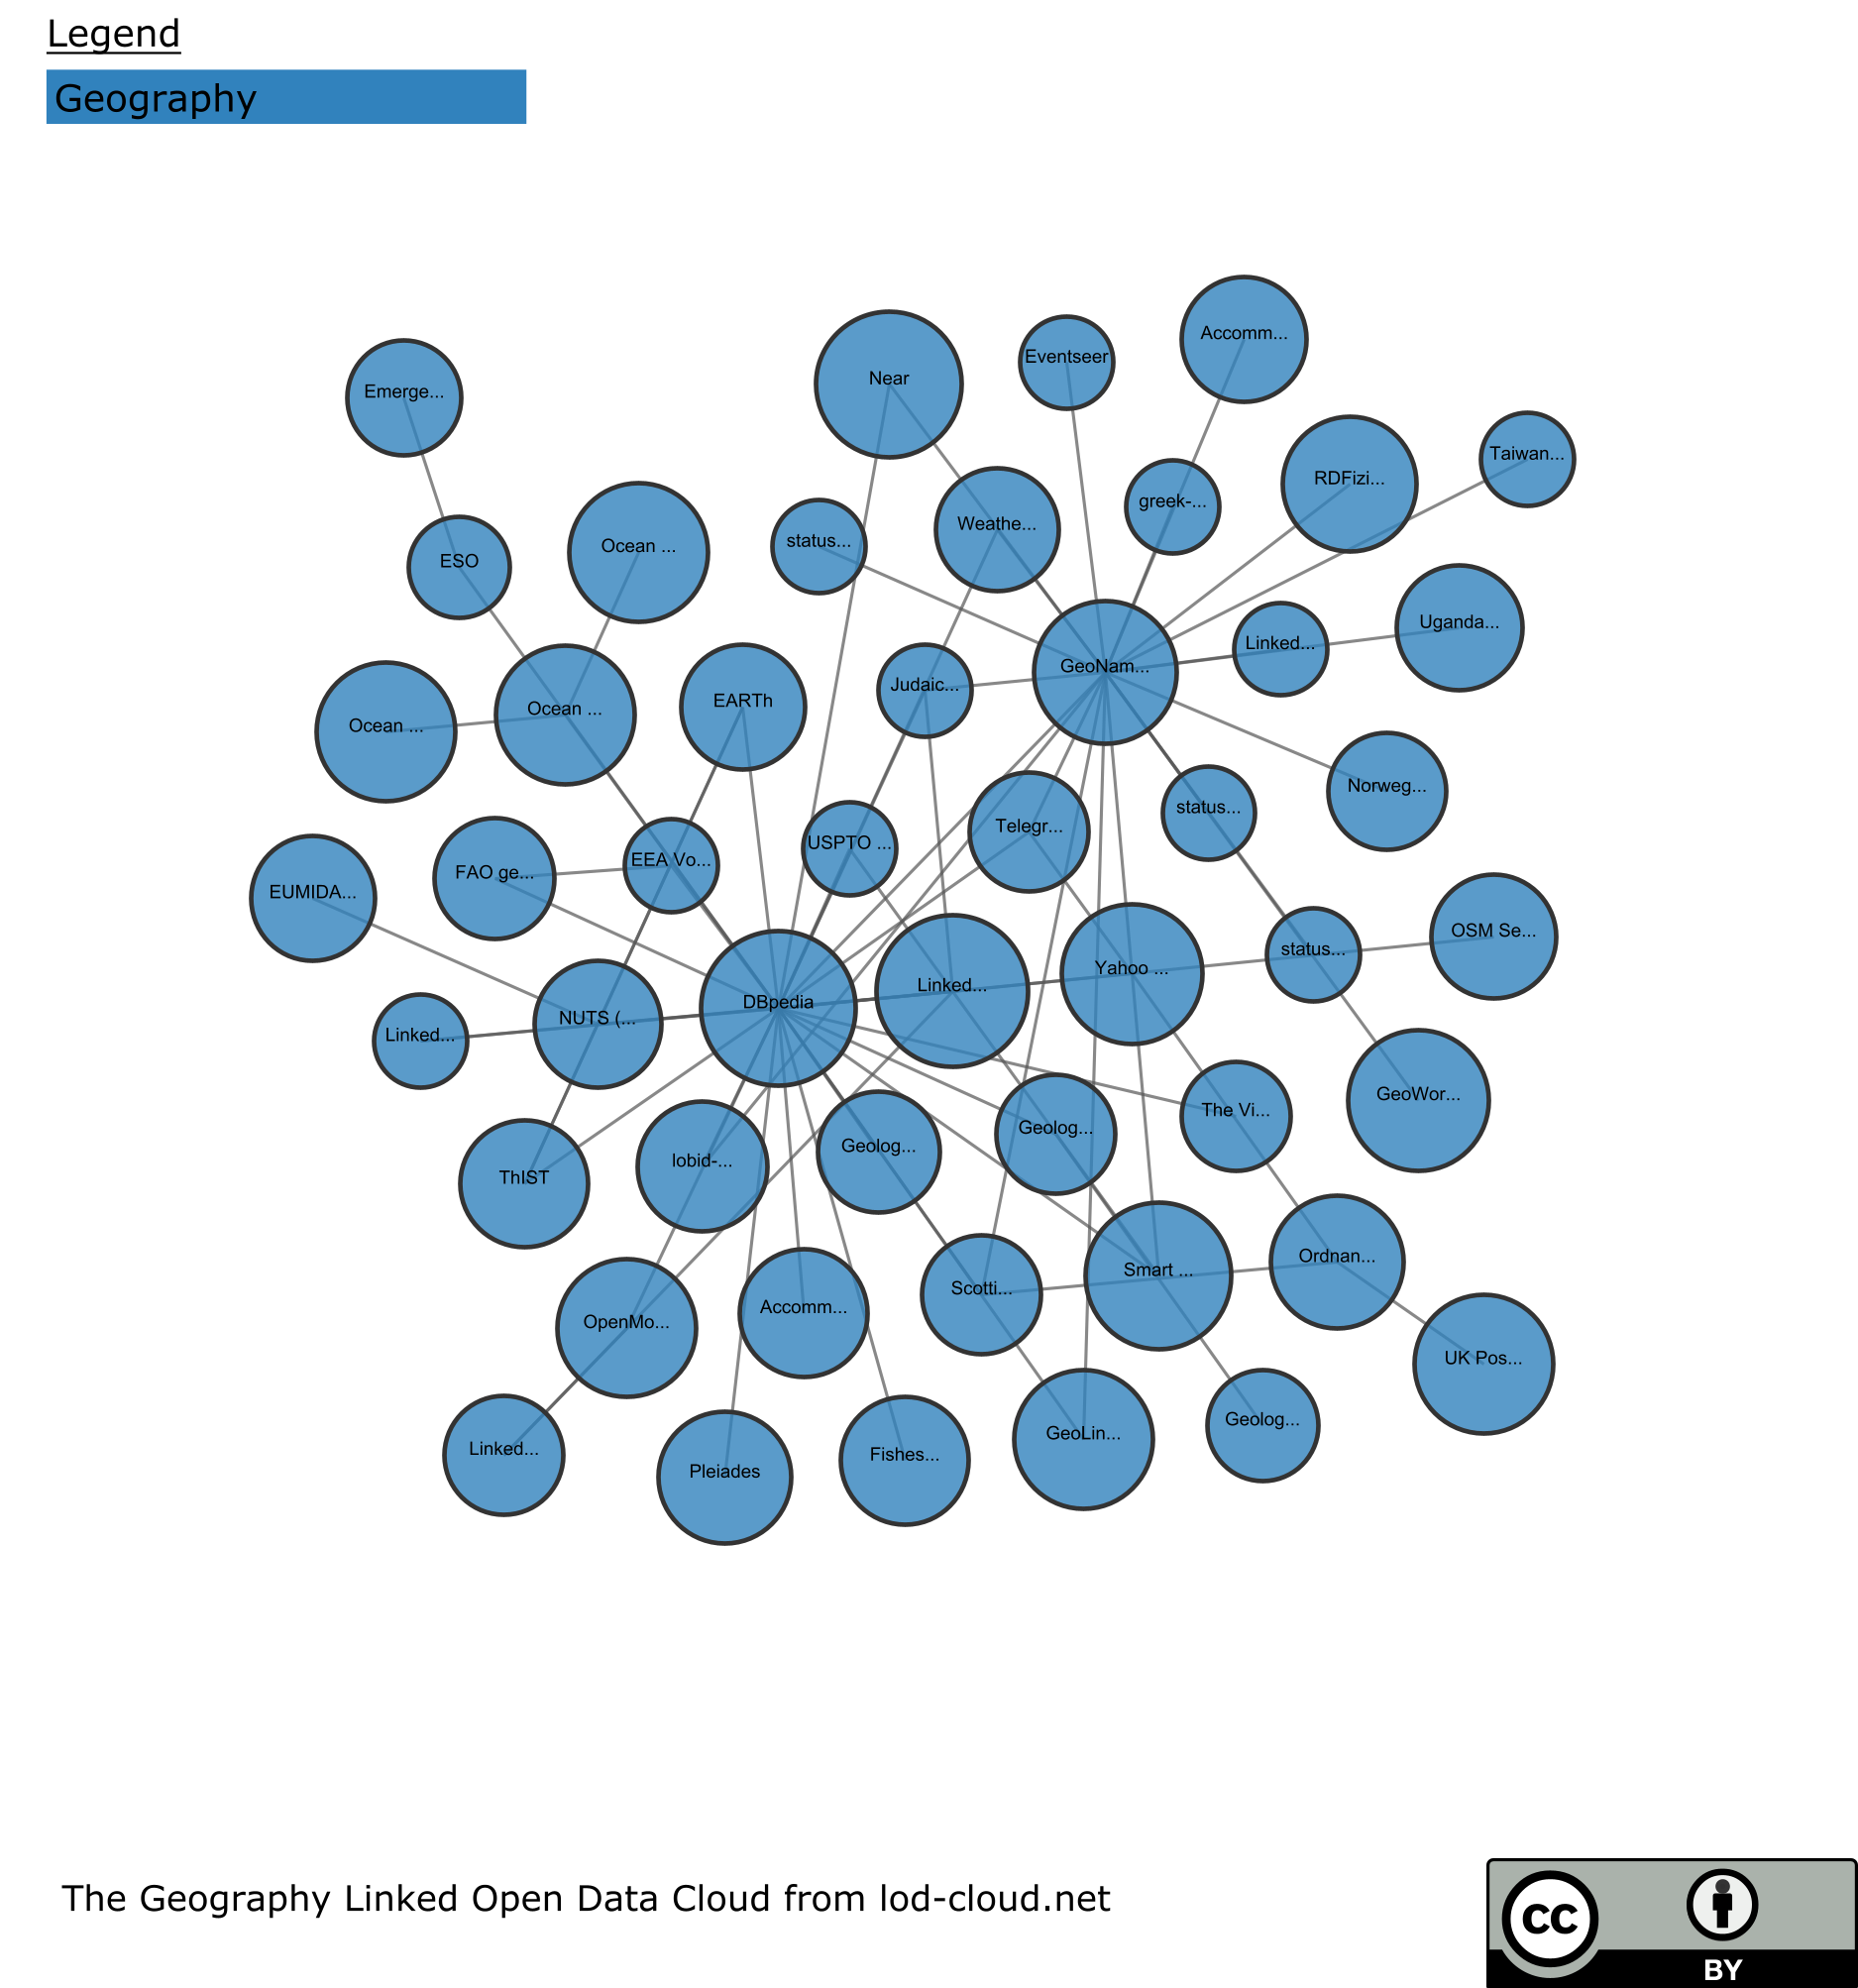 Legend
Geography
Accomm...
Eventseer
Near
Emerge...
Taiwan...
RDFizi...
greek-...
Weathe...
status...
Ocean ...
ESO
Uganda...
Linked...
GeoNam...
Judaic...
EARTh
Ocean ...
Ocean ...
Norweg...
status...
Telegr...
USPTO ...
EEA Vo...
FAO ge...
EUMIDA...
OSM Se...
status...
Yahoo ...
Linked...
DBpedia
NUTS (...
Linked...
GeoWor...
The Vi...
Geolog...
Geolog...
lobid-...
ThIST
Ordnan...
Smart ...
Scotti...
Accomm...
OpenMo...
UK Pos...
Geolog...
GeoLin...
Fishes...
Pleiades
Linked...
The Geography Linked Open Data Cloud from lod-cloud.net
cc
BY